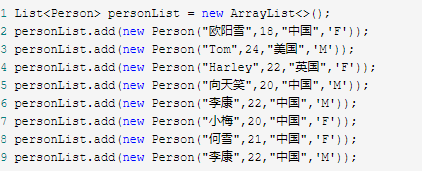 1 List<Person> personList = new ArrayList<>();
2 personList.add(new Person("欧阳雪",18,"中国",'F'));
3 personList.add(new Person("Tom",24,"美国",'M'));
4 personList.add(new Person("Harley",22,"英国",'F'));
5 personList.add(new Person("向天笑",20,"中国",'M'));
6 personList.add(new Person("李康",22,"中国",'M'));
7 personList.add(new Person("小梅",20,"中国",'F'));
8 personList.add(new Person("何雪",21,"中国",'F'));
9 personList.add(new Person("李康",22,"中国",'M'));